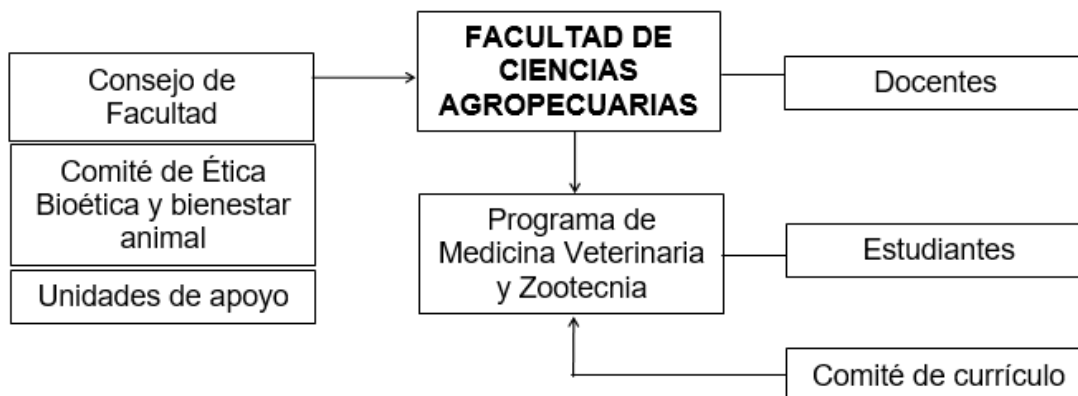 Consejo de
Facultad
Comité de Ética
Bioética y bienestar
animal
Unidades de apoyo
FACULTAD DE
CIENCIAS
AGROPECUARIAS
Programa de
Medicina Veterinaria
y Zootecnia
Docentes
Estudiantes
Comité de currículo